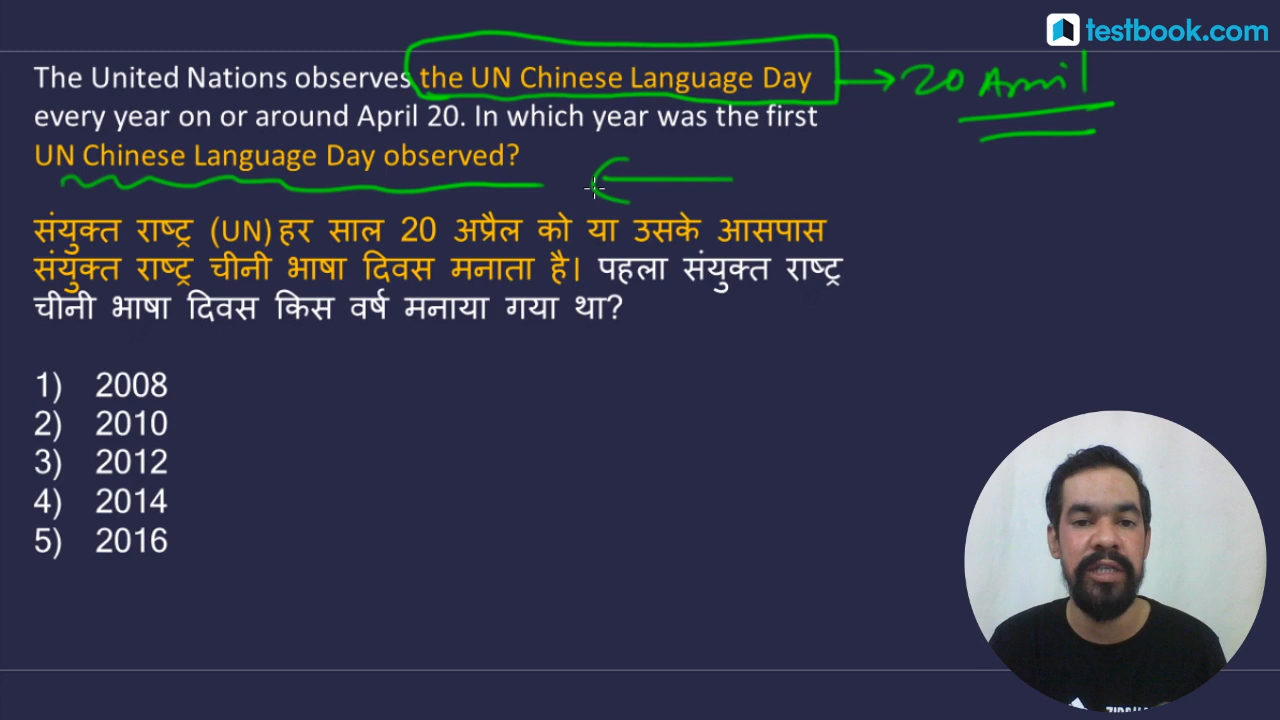 testbook.com
The United Nations observes the UN Chinese Language Day → 20 April
every year on or around April 20. In which year was the first
UN Chinese Language Day observed?
संयुक्त राष्ट्र (UN) हर साल 20 अप्रैल को या उसके आसपास
संयुक्त राष्ट्र चीनी भाषा दिवस मनाता है। पहला संयुक्त राष्ट्र
चीनी भाषा दिवस किस वर्ष मनाया गया था?
1) 2008
2) 2010
3) 2012
4) 2014
5) 2016